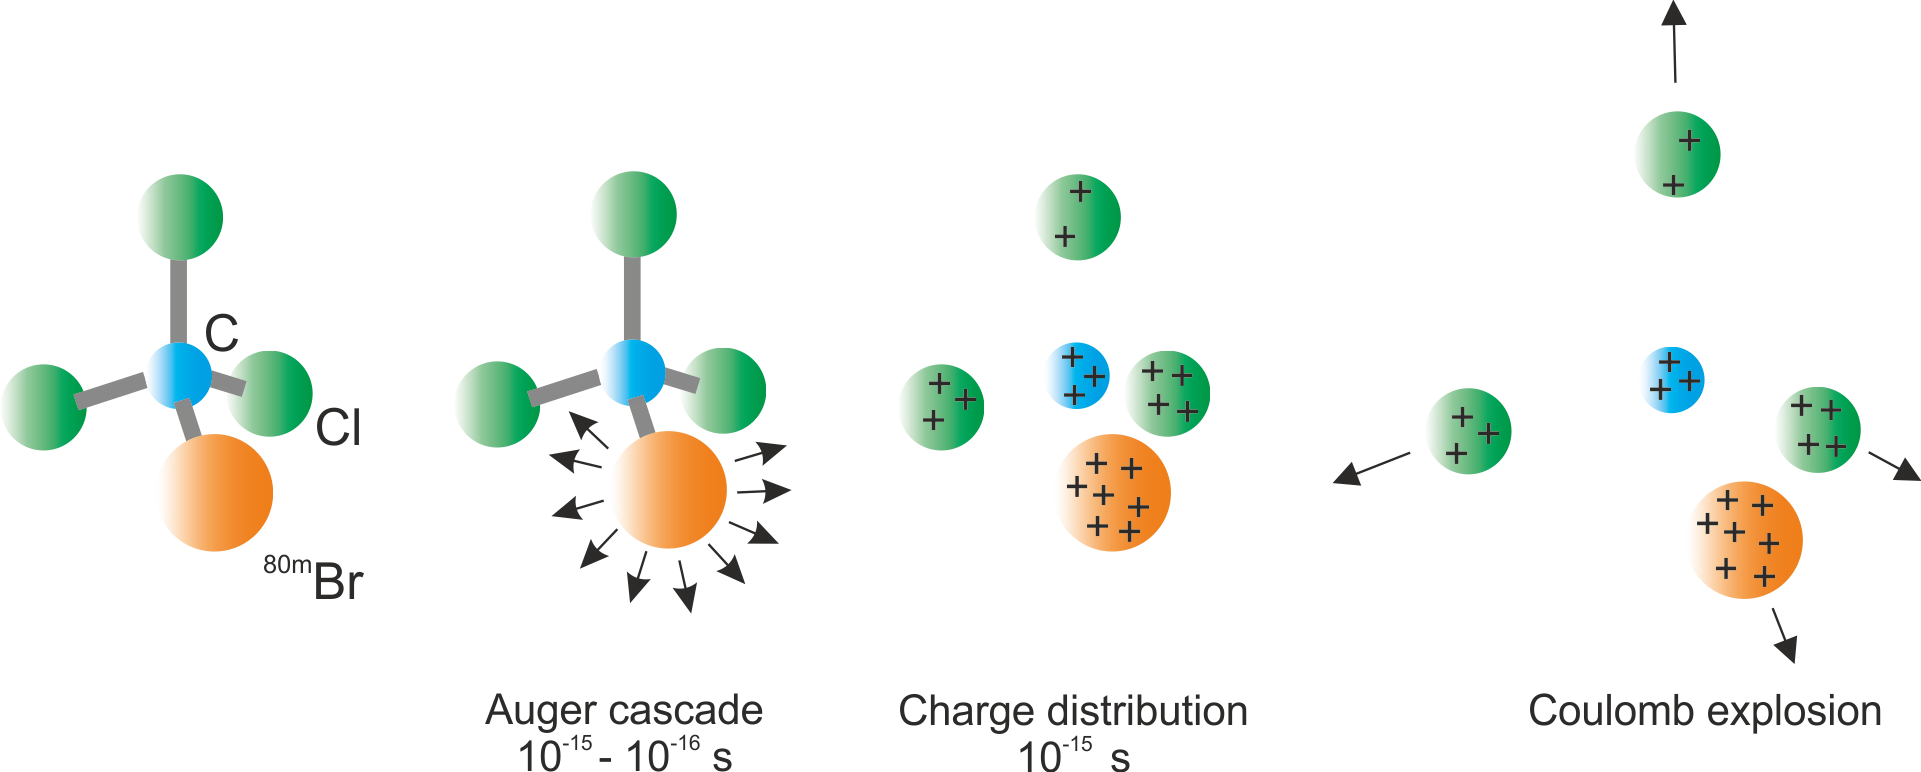 C
Cl
80mBr
Auger cascade
10-15 - 10-16 s
Charge distribution
10-15 s
Coulomb explosion